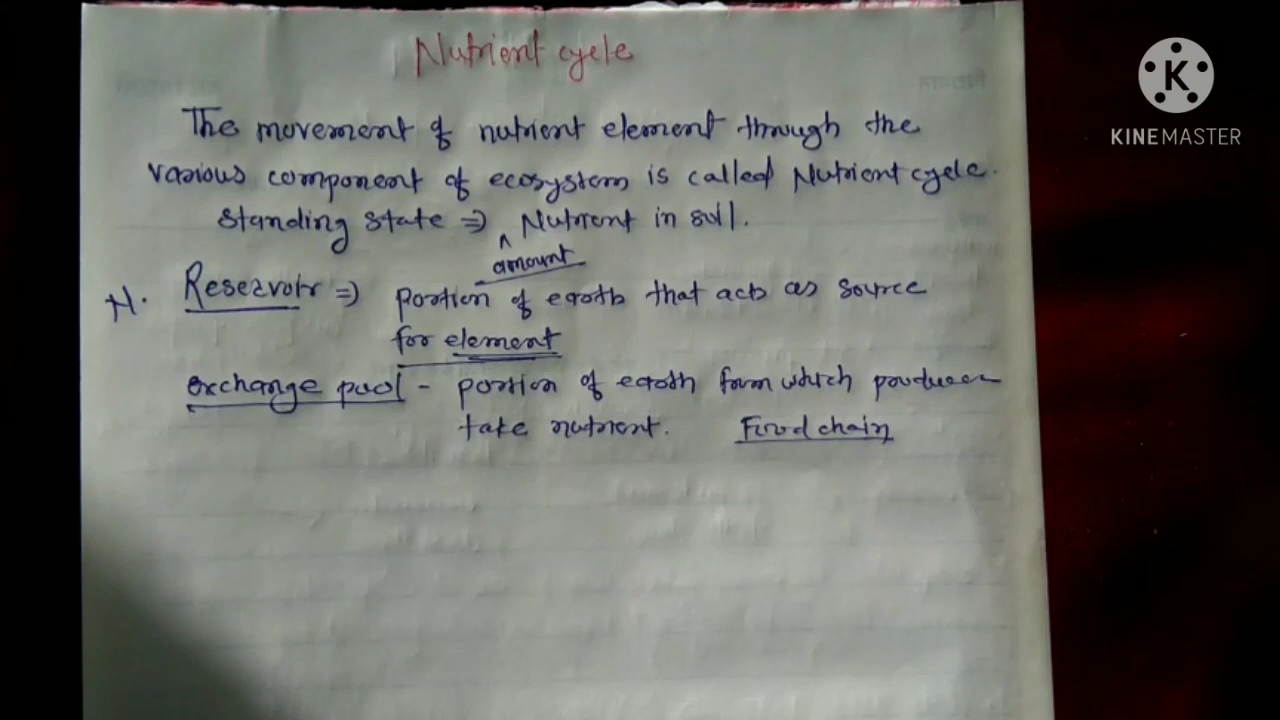 Nutrient cycle
The movement of nutrient element through the
various component of ecosystem is called Nutrient cycle.
standing state => ^ Nutrient in soil.
amount
N. Reservoir => portion of earth that acts as source
for element
exchange pool - portion of earth from which producer
take nutrient. Food chain
K
KINEMASTER